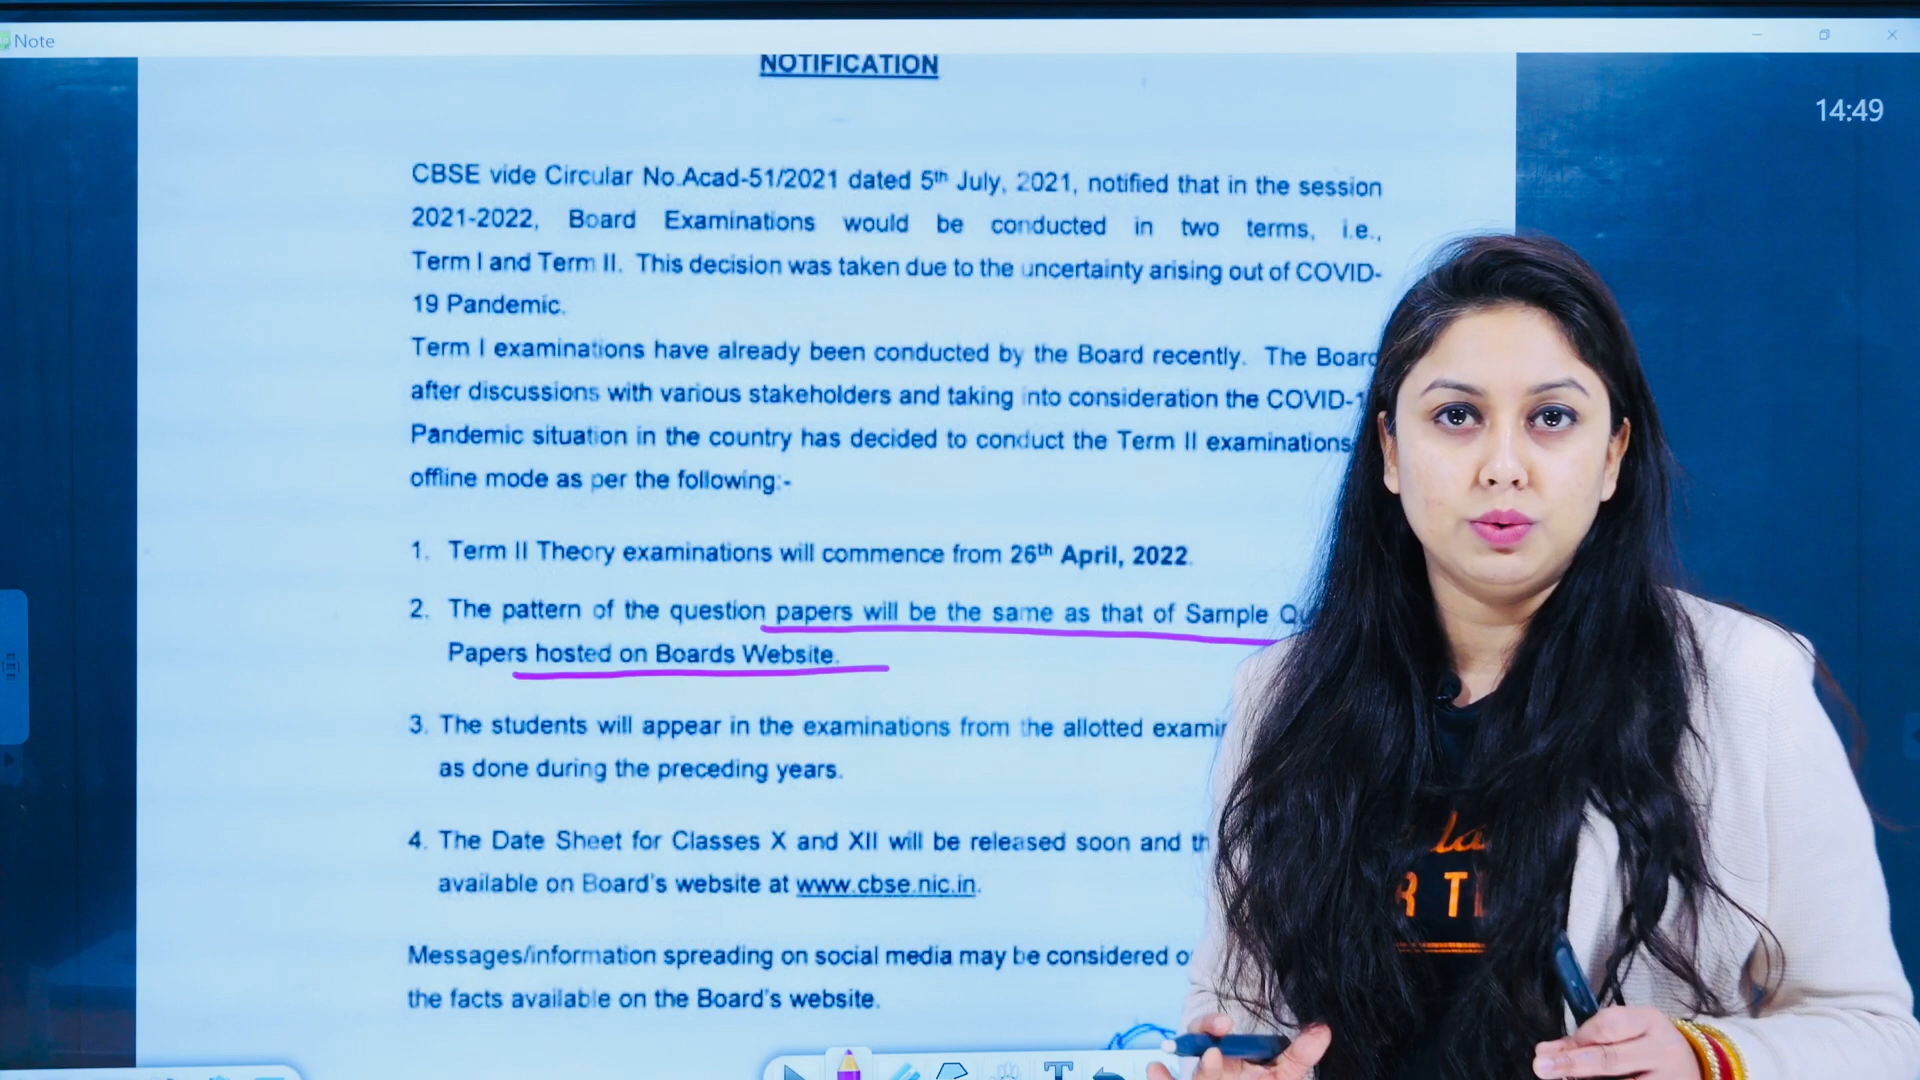 Note
NOTIFICATION
14:49
CBSE vide Circular No.Acad-51/2021 dated 5th July, 2021, notified that in the session
2021-2022, Board Examinations would be conducted in two terms, i.e.,
Term I and Term II. This decision was taken due to the uncertainty arising out of COVID-
19 Pandemic.
Term I examinations have already been conducted by the Board recently. The Board
after discussions with various stakeholders and taking into consideration the COVID-1
Pandemic situation in the country has decided to conduct the Term II examinations
offline mode as per the following:-
1. Term II Theory examinations will commence from 26th April, 2022.
2. The pattern of the question papers will be the same as that of Sample
Papers hosted on Boards Website.
3. The students will appear in the examinations from the allotted
as done during the preceding years.
4. The Date Sheet for Classes X and XII will be released soon and
available on Board's website at www.cbse.nic.in.
Messages/information spreading on social media may be considered
the facts available on the Board's website.
R TI
T